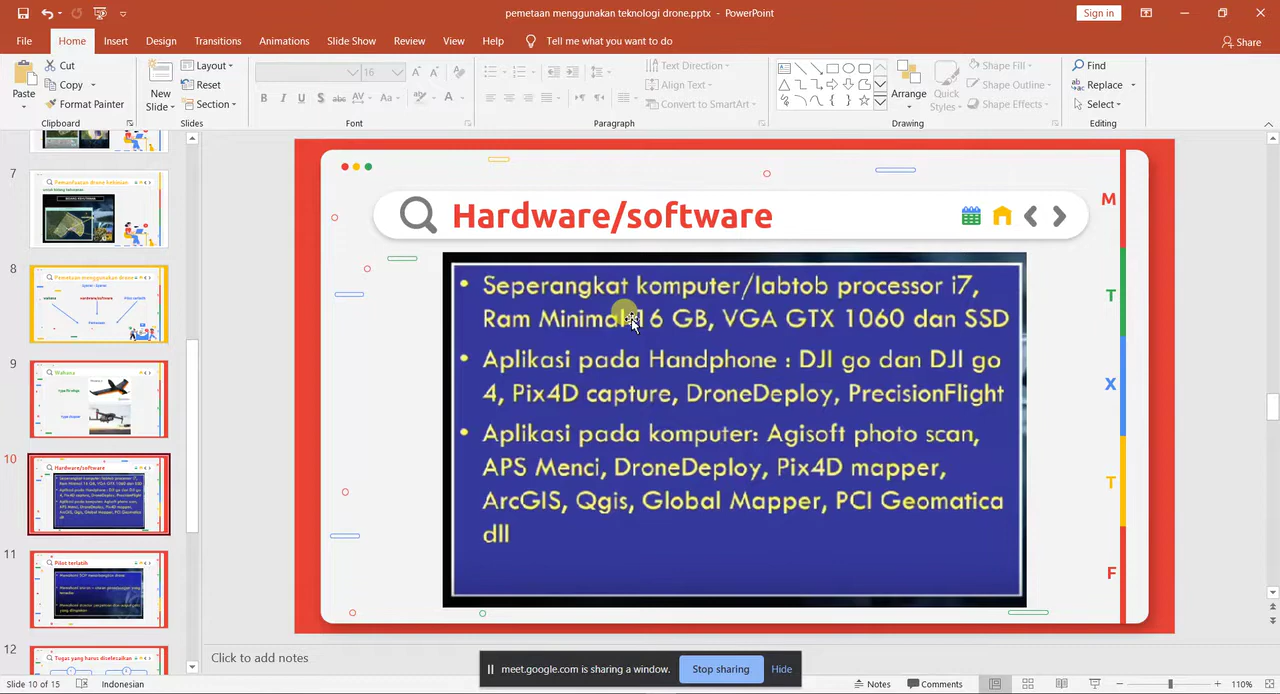 pemetaan menggunakan teknologi drone.pptx - PowerPoint
Sign in
File Home Insert Design Transitions Animations Slide Show Review View Help Tell me what you want to do
Share
Paste
Cut
Copy
Format Painter
Clipboard
New
Slide
Layout
Reset
Section
Slides
16
B I U S abc AV Aa A
Font
Text Direction
Align Text
Convert to SmartArt
Paragraph
Arrange
Quick
Styles
Shape Fill
Shape Outline
Shape Effects
Drawing
Find
Replace
Select
Editing
7
8
Pemetaan menggunakan drone
9
Wahana
10
Hardware/software
11
Pilot terlatih
12
Tugas yang harus diselesaikan
Hardware/software
• Seperangkat komputer/labtob processor i7,
Ram Minimal 16 GB, VGA GTX 1060 dan SSD
• Aplikasi pada Handphone : DJI go dan DJI go
4, Pix4D capture, DroneDeploy, PrecisionFlight
• Aplikasi pada komputer: Agisoft photo scan,
APS Menci, DroneDeploy, Pix4D mapper,
ArcGIS, Qgis, Global Mapper, PCI Geomatica
dll
M
T
X
T
F
Click to add notes
meet.google.com is sharing a window.
Stop sharing
Hide
Slide 10 of 15
Indonesian
Notes
Comments
110%